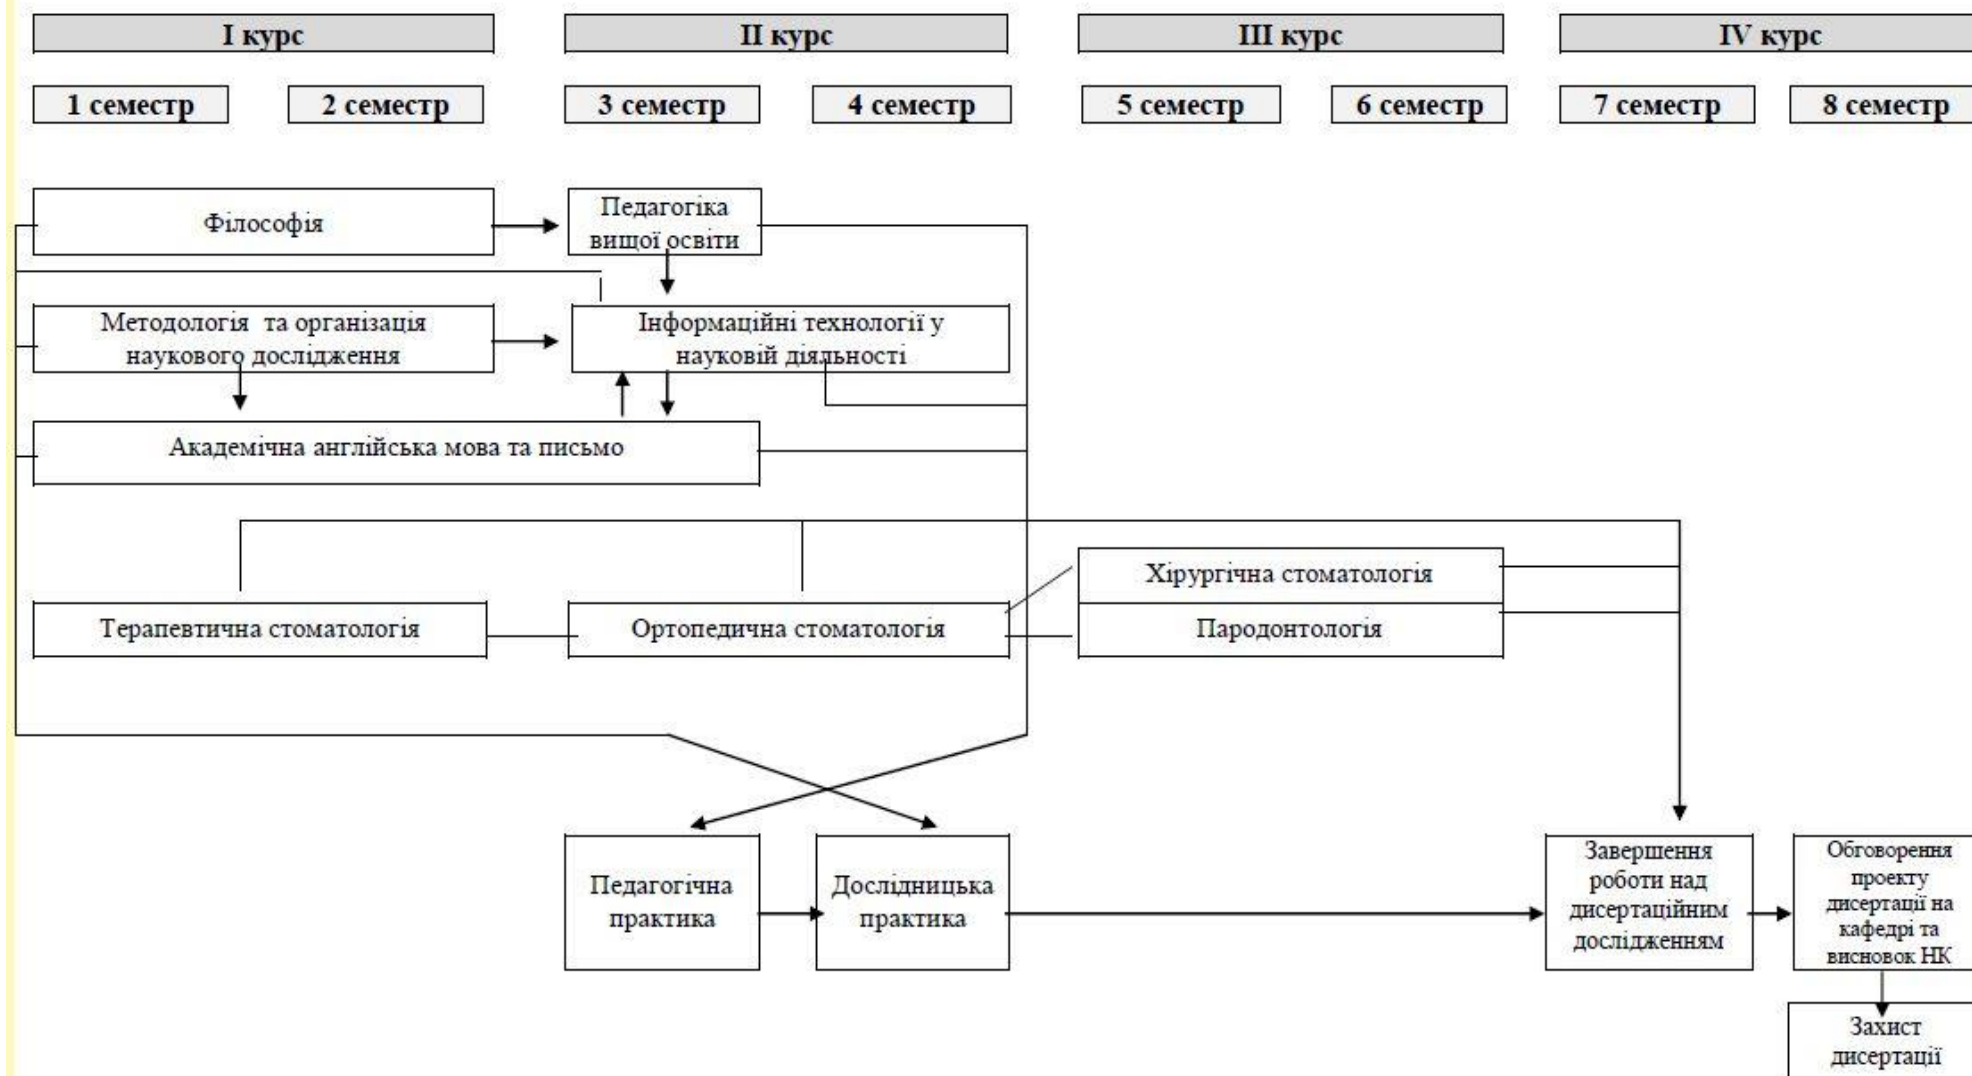 І курс
ІІ курс
ІІІ курс
IV курс
1 семестр
2 семестр
3 семестр
4 семестр
5 семестр
6 семестр
7 семестр
8 семестр
Філософія
Педагогіка
вищої освіти
Методологія та організація
наукового дослідження
Інформаційні технології у
науковій діяльності
Академічна англійська мова та письмо
Хірургічна стоматологія
Терапевтична стоматологія
Ортопедична стоматологія
Пародонтологія
Педагогічна
практика
Дослідницька
практика
Завершення
роботи над
дисертаційним
дослідженням
Обговорення
проекту
дисертації на
кафедрі та
висновок НК
Захист
дисертації